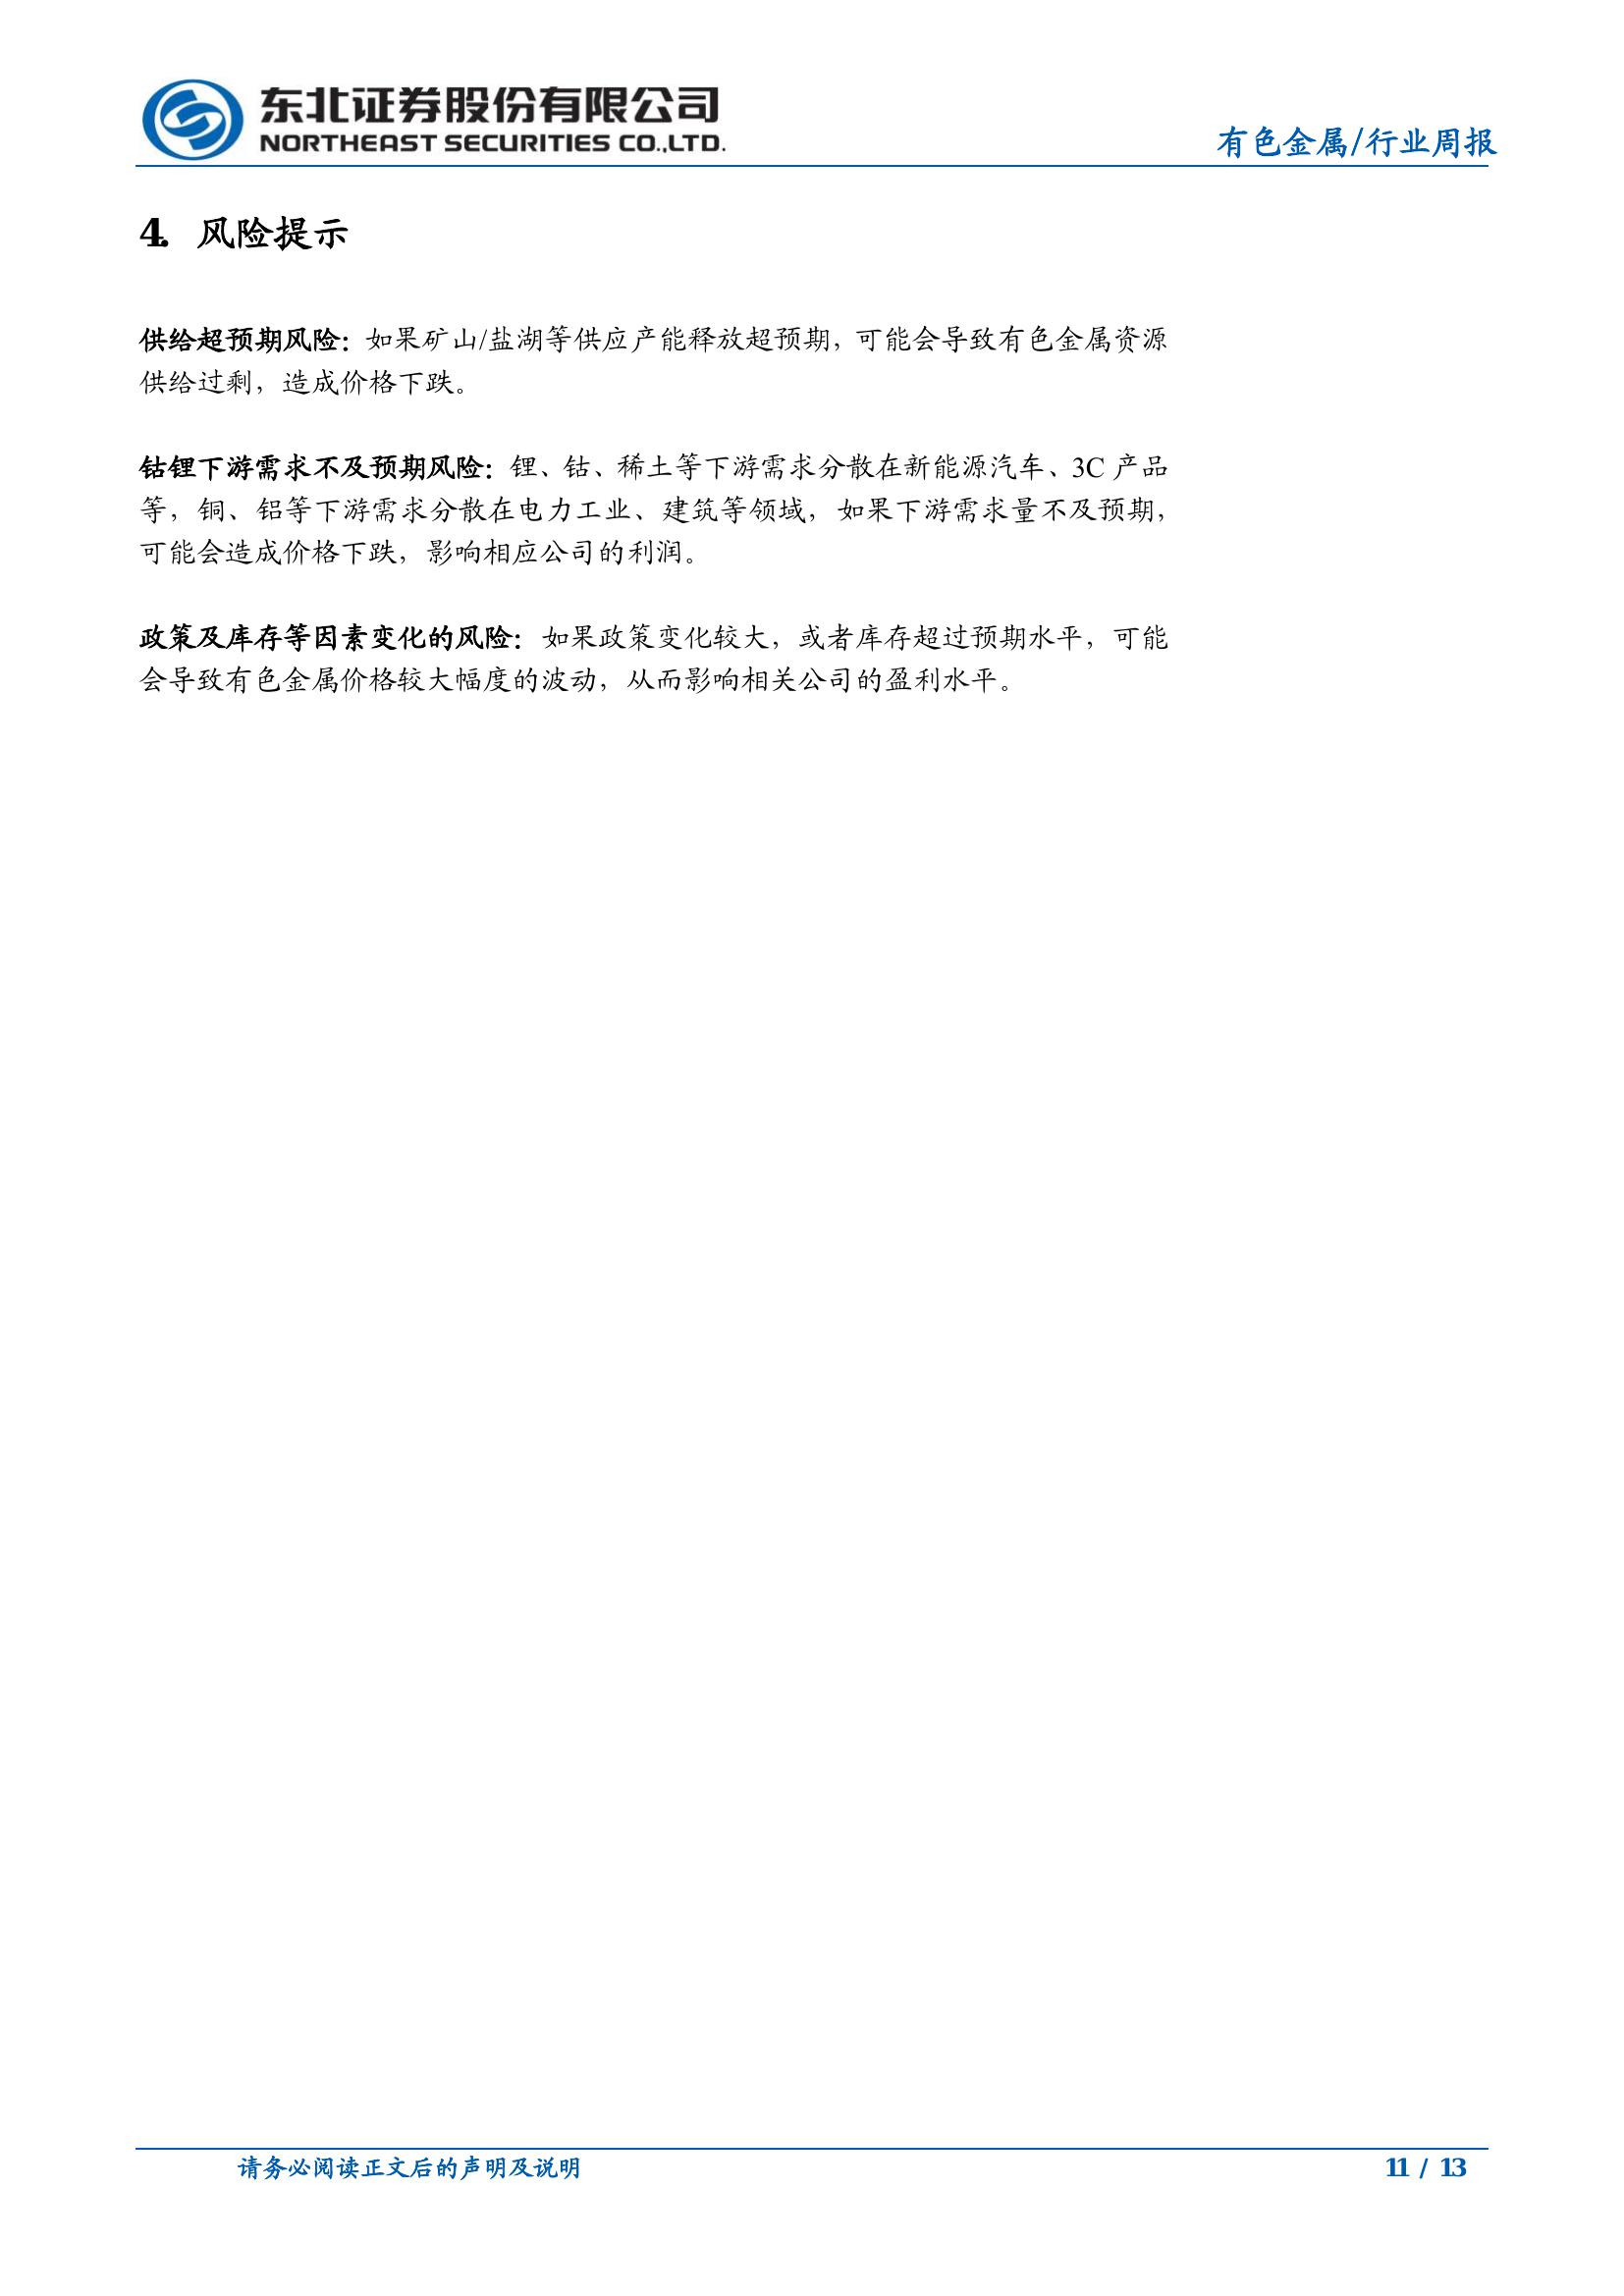 东北证券股份有限公司
NORTHEAST SECURITIES CO.,LTD.
有色金属/行业周报
4. 风险提示
供给超预期风险：如果矿山/盐湖等供应产能释放超预期，可能会导致有色金属资源
供给过剩，造成价格下跌。
钴锂下游需求不及预期风险：锂、钴、稀土等下游需求分散在新能源汽车、3C 产品
等，铜、铝等下游需求分散在电力工业、建筑等领域，如果下游需求量不及预期，
可能会造成价格下跌，影响相应公司的利润。
政策及库存等因素变化的风险：如果政策变化较大，或者库存超过预期水平，可能
会导致有色金属价格较大幅度的波动，从而影响相关公司的盈利水平。
请务必阅读正文后的声明及说明
11 / 13